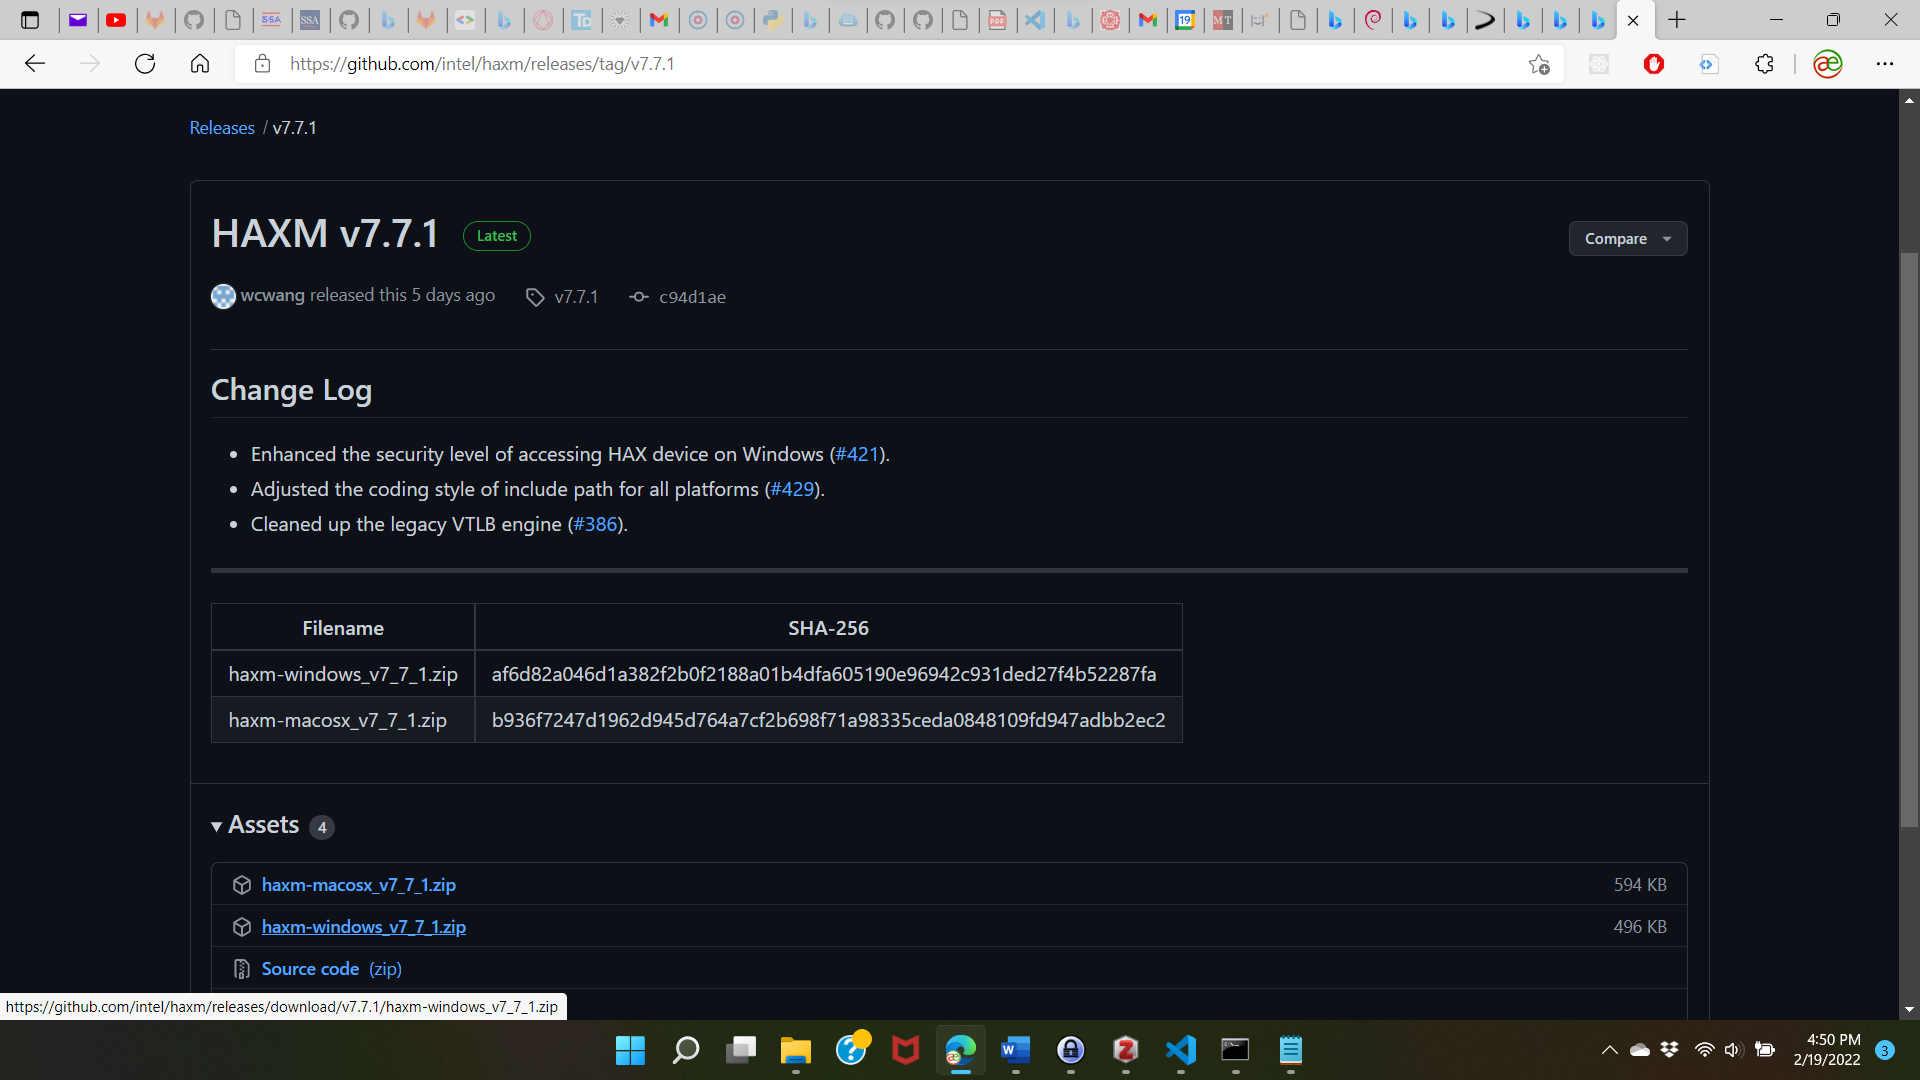 https://github.com/intel/haxm/releases/tag/v7.7.1
Releases / v7.7.1
HAXM v7.7.1 Latest
Compare
wcwang released this 5 days ago v7.7.1 c94d1ae
Change Log
• Enhanced the security level of accessing HAX device on Windows (#421).
• Adjusted the coding style of include path for all platforms (#429).
• Cleaned up the legacy VTLB engine (#386).
Filename SHA-256
haxm-windows_v7_7_1.zip af6d82a046d1a382f2b0f2188a01b4dfa605190e96942c931ded27f4b52287fa
haxm-macosx_v7_7_1.zip b936f7247d1962d945d764a7cf2b698f71a98335ceda0848109fd947adbb2ec2
Assets 4
haxm-macosx_v7_7_1.zip 594 KB
haxm-windows_v7_7_1.zip 496 KB
Source code (zip)
https://github.com/intel/haxm/releases/download/v7.7.1/haxm-windows_v7_7_1.zip
4:50 PM
2/19/2022
3